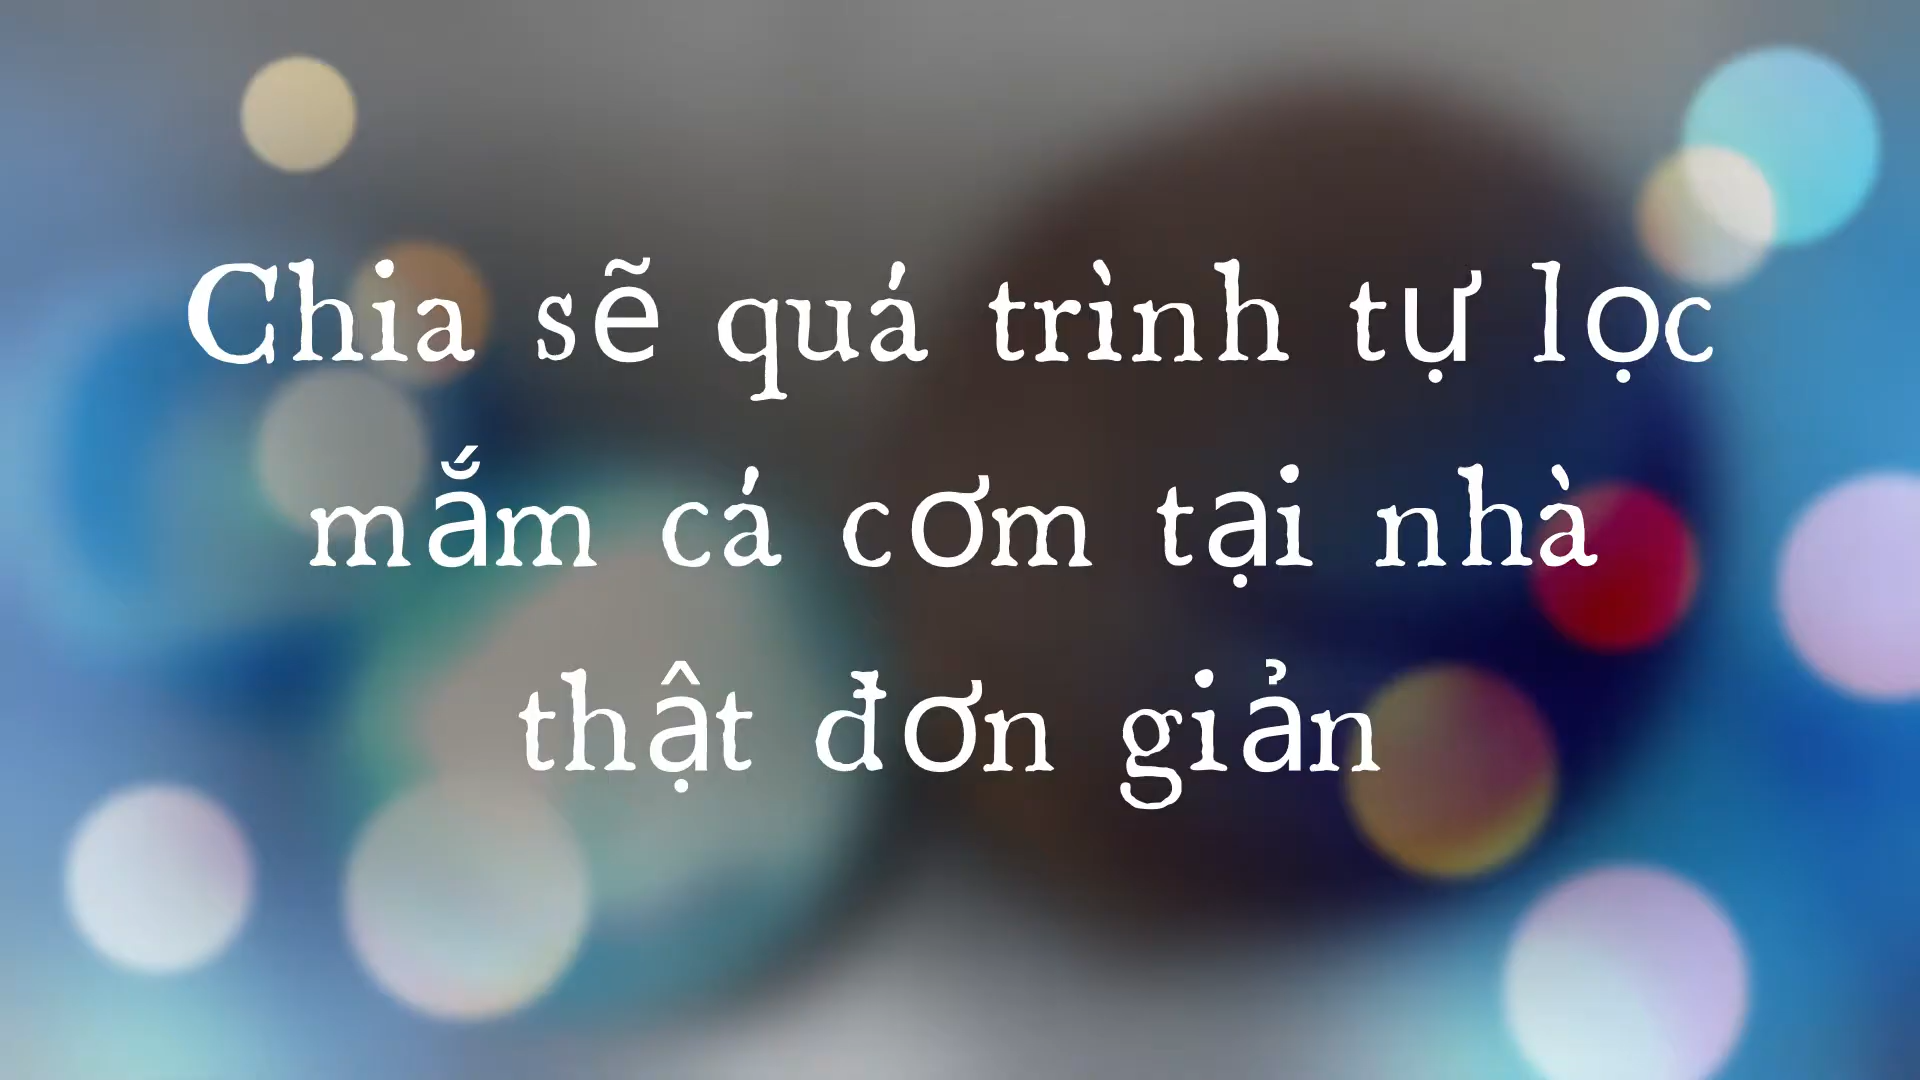 Chia sẽ quá trình tự lọc
mắm cá cơm tại nhà
thật đơn giản